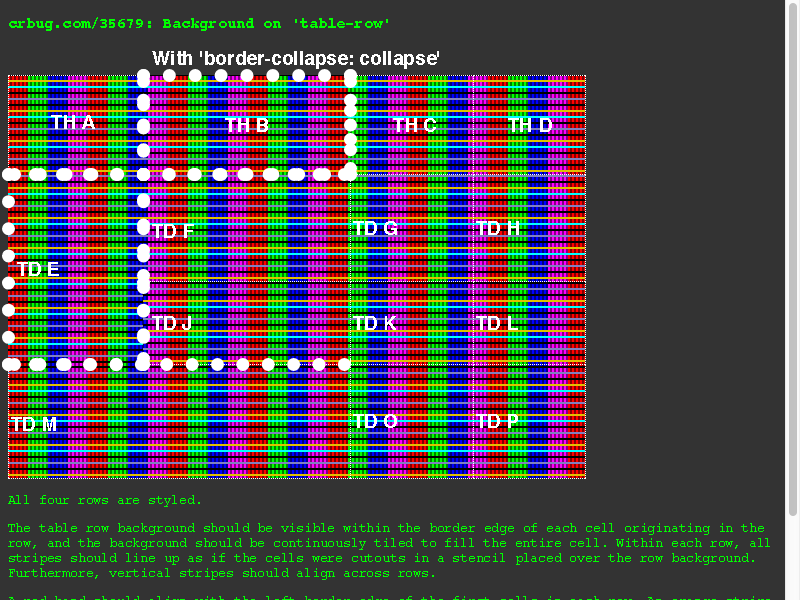 crbug.com/35679: Background on 'table-row'
With 'border-collapse: collapse'
TH A TH B TH C TH D
TD F TD G TD H
TD E
TD J TD K TD L
TD M TD O TD P
All four rows are styled.
The table row background should be visible within the border edge of each cell originating in the
row, and the background should be continuously tiled to fill the entire cell. Within each row, all
stripes should line up as if the cells were cutouts in a stencil placed over the row background.
Furthermore, vertical stripes should align across rows.